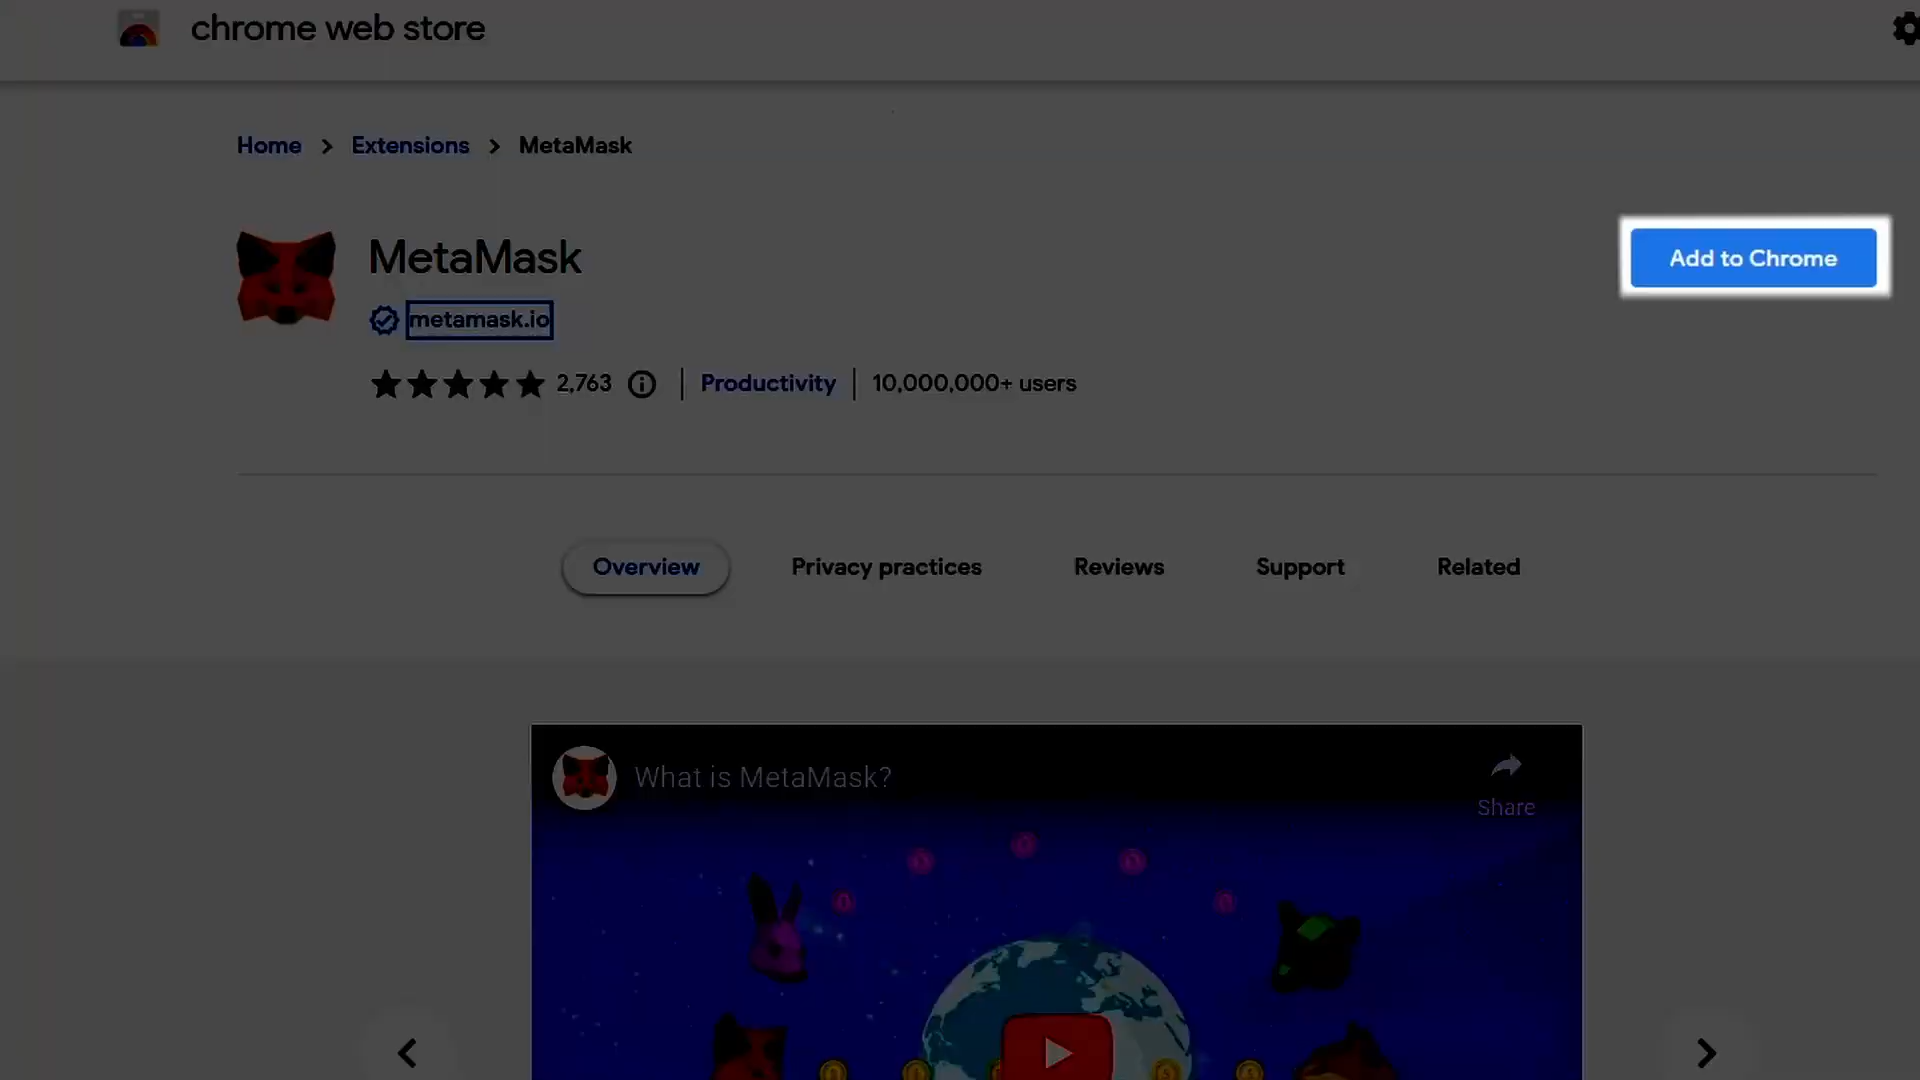 chrome web store
Home > Extensions > MetaMask
MetaMask
metamask.io
Add to Chrome
2,763 | Productivity | 10,000,000+ users
Overview Privacy practices Reviews Support Related
What is MetaMask?
Share